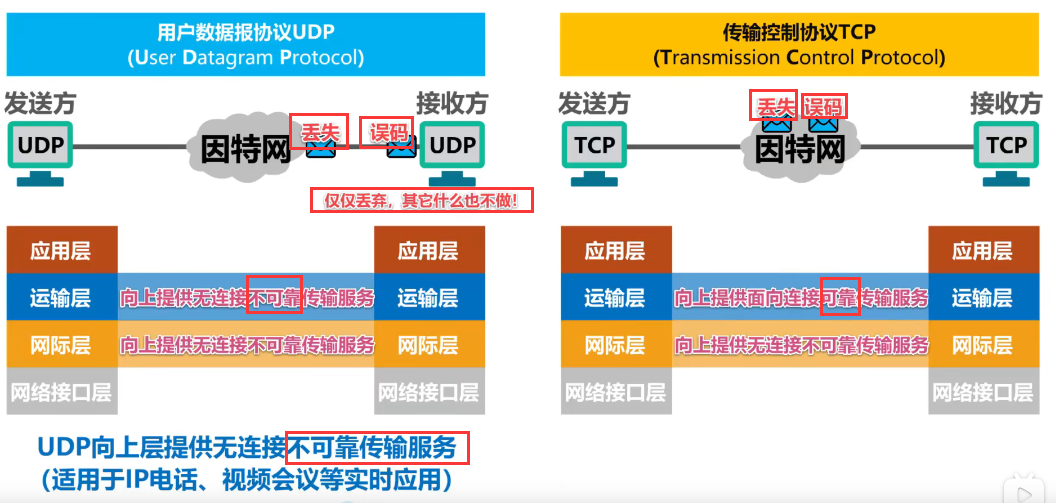 用户数据报协议UDP
(User Datagram Protocol)
发送方
接收方
UDP
因特网
丢失
误码
UDP
仅仅丢弃，其它什么也不做！
应用层
应用层
运输层
向上提供无连接不可靠传输服务
运输层
网际层
向上提供无连接不可靠传输服务
网际层
网络接口层
网络接口层
UDP向上层提供无连接不可靠传输服务
（适用于IP电话、视频会议等实时应用）
传输控制协议TCP
(Transmission Control Protocol)
发送方
接收方
丢失
误码
TCP
因特网
TCP
应用层
应用层
运输层
向上提供面向连接可靠传输服务
运输层
网际层
向上提供无连接不可靠传输服务
网际层
网络接口层
网络接口层